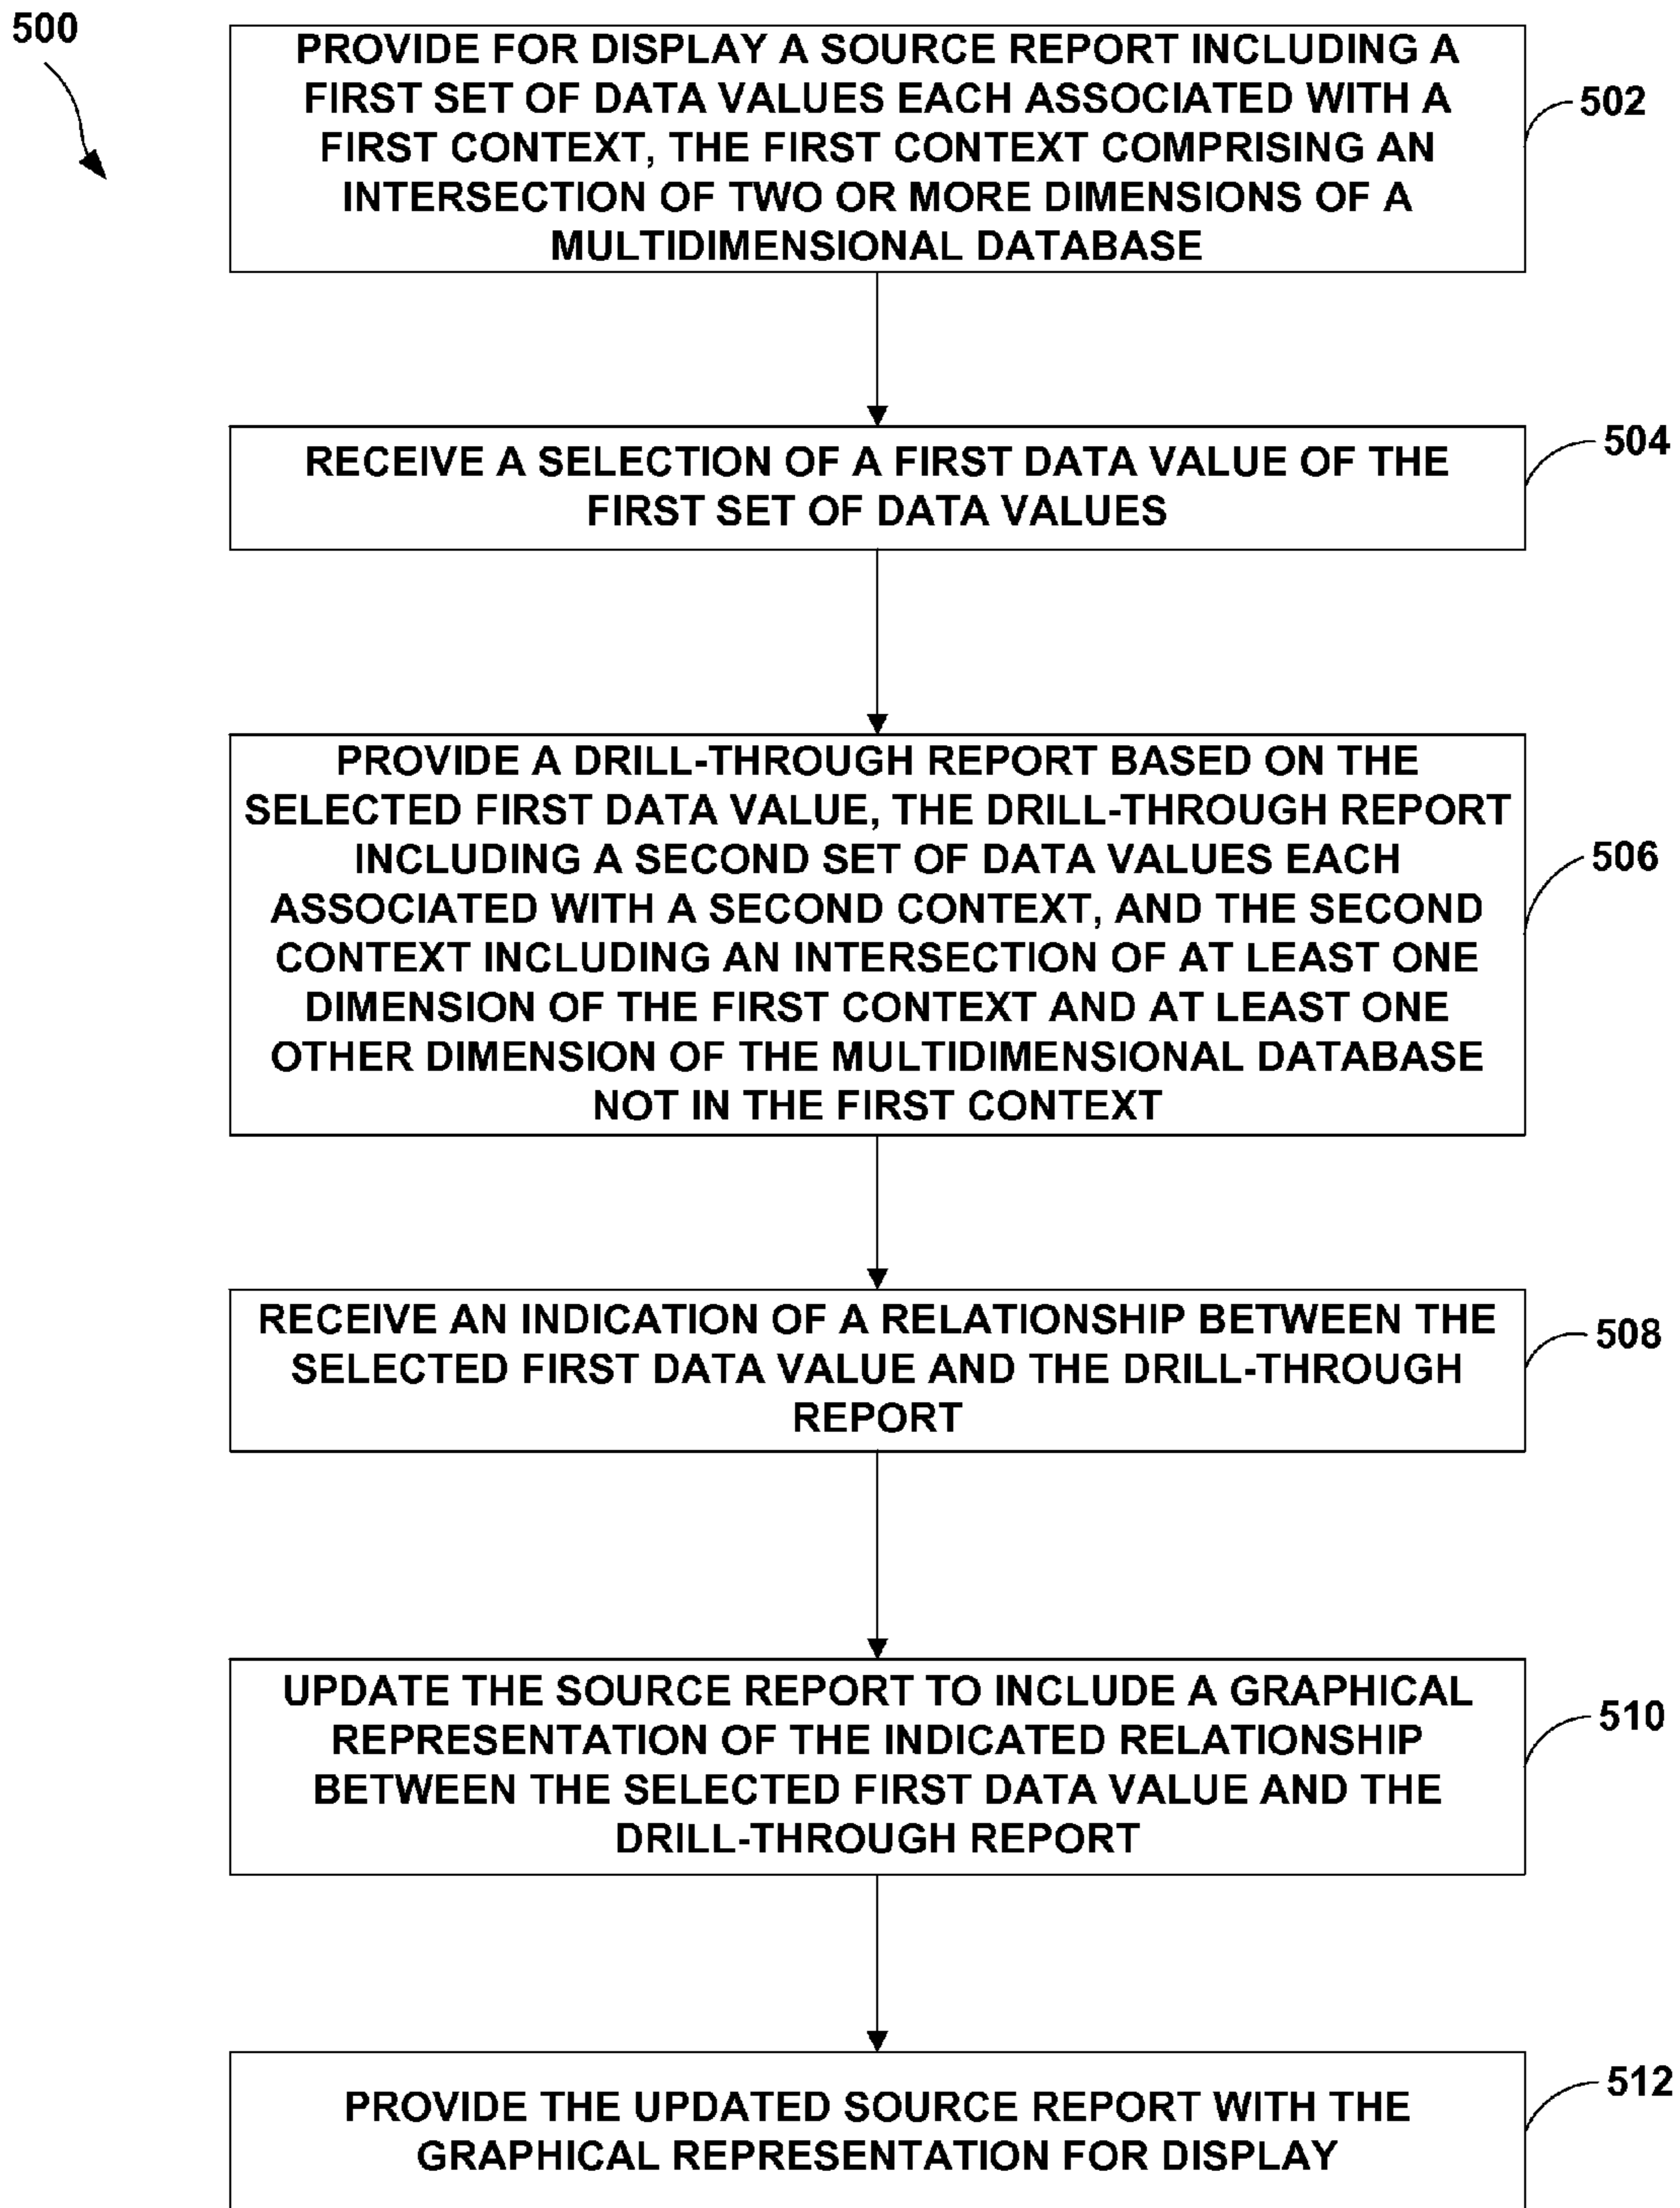 500
PROVIDE FOR DISPLAY A SOURCE REPORT INCLUDING A
FIRST SET OF DATA VALUES EACH ASSOCIATED WITH A
FIRST CONTEXT, THE FIRST CONTEXT COMPRISING AN
INTERSECTION OF TWO OR MORE DIMENSIONS OF A
MULTIDIMENSIONAL DATABASE
502
RECEIVE A SELECTION OF A FIRST DATA VALUE OF THE
FIRST SET OF DATA VALUES
504
PROVIDE A DRILL-THROUGH REPORT BASED ON THE
SELECTED FIRST DATA VALUE, THE DRILL-THROUGH REPORT
INCLUDING A SECOND SET OF DATA VALUES EACH
ASSOCIATED WITH A SECOND CONTEXT, AND THE SECOND
CONTEXT INCLUDING AN INTERSECTION OF AT LEAST ONE
DIMENSION OF THE FIRST CONTEXT AND AT LEAST ONE
OTHER DIMENSION OF THE MULTIDIMENSIONAL DATABASE
NOT IN THE FIRST CONTEXT
506
RECEIVE AN INDICATION OF A RELATIONSHIP BETWEEN THE
SELECTED FIRST DATA VALUE AND THE DRILL-THROUGH
REPORT
508
UPDATE THE SOURCE REPORT TO INCLUDE A GRAPHICAL
REPRESENTATION OF THE INDICATED RELATIONSHIP
BETWEEN THE SELECTED FIRST DATA VALUE AND THE
DRILL-THROUGH REPORT
510
PROVIDE THE UPDATED SOURCE REPORT WITH THE
GRAPHICAL REPRESENTATION FOR DISPLAY
512